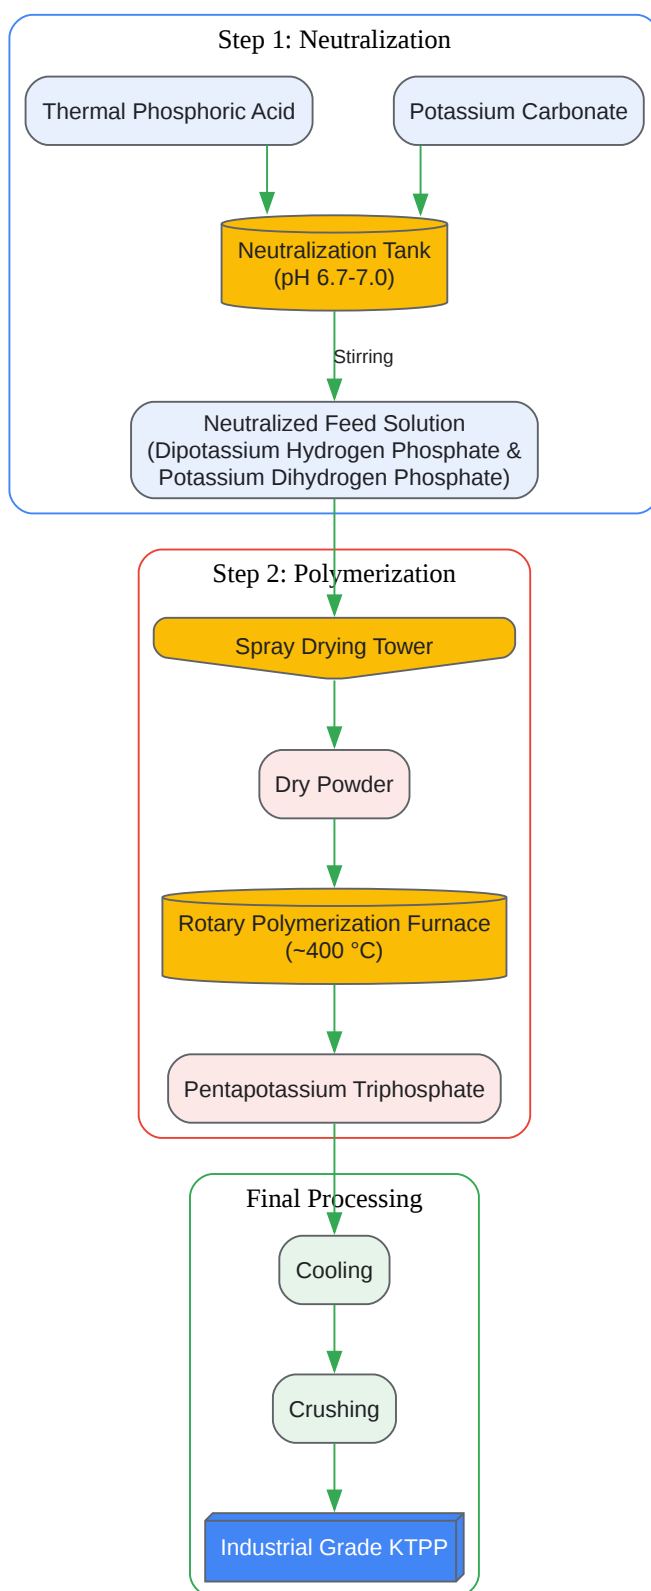 Step 1: Neutralization
Thermal Phosphoric Acid
Potassium Carbonate
Neutralization Tank
(pH 6.7-7.0)
Stirring
Neutralized Feed Solution
(Dipotassium Hydrogen Phosphate &
Potassium Dihydrogen Phosphate)
Step 2: Polymerization
Spray Drying Tower
Dry Powder
Rotary Polymerization Furnace
(~400 °C)
Pentapotassium Triphosphate
Final Processing
Cooling
Crushing
Industrial Grade KTPP